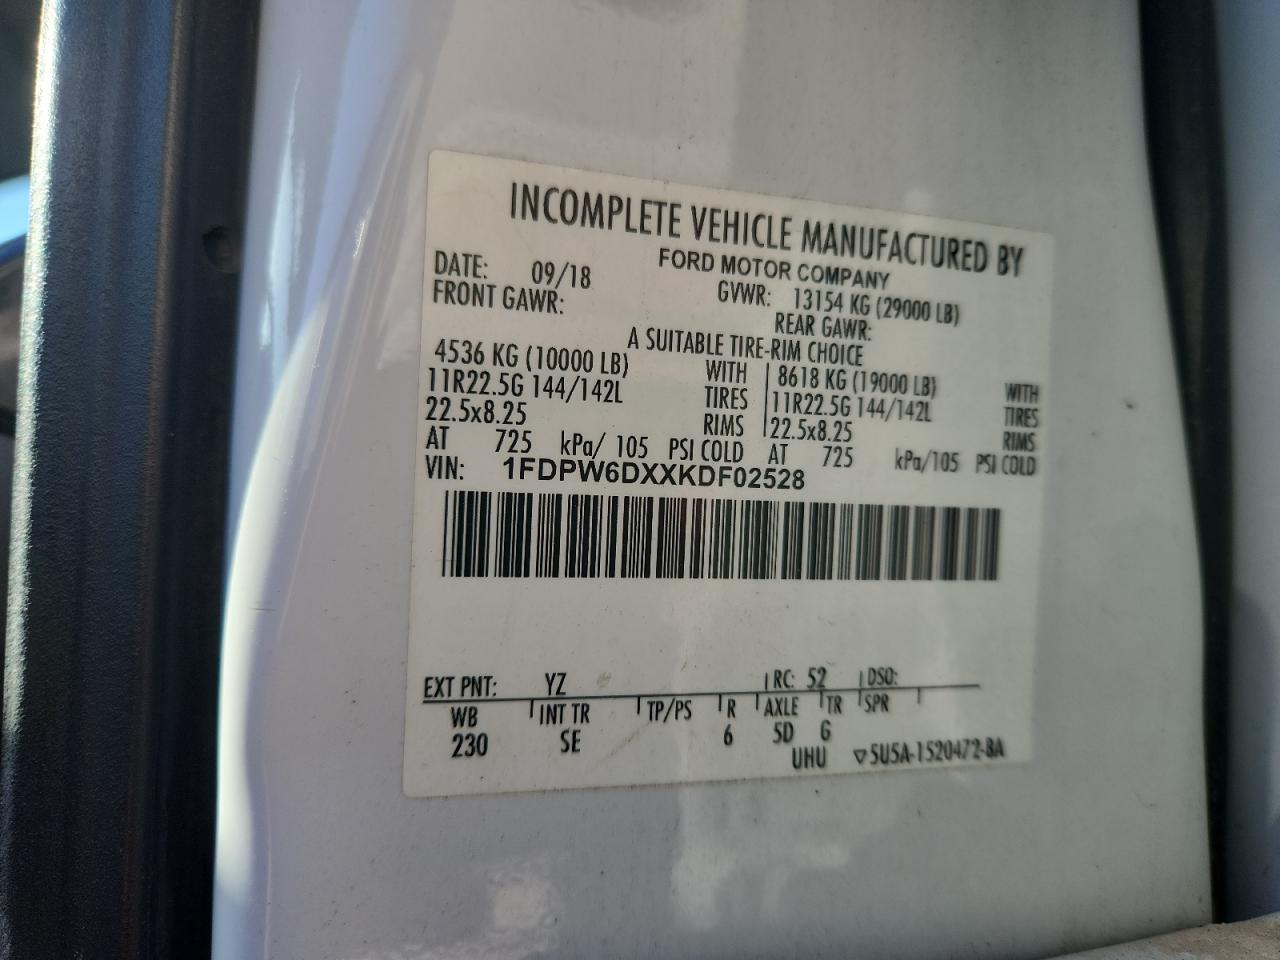 INCOMPLETE VEHICLE MANUFACTURED BY
FORD MOTOR COMPANY
DATE: 09/18 GVWR: 13154 KG (29000 LB)
FRONT GAWR: REAR GAWR:
A SUITABLE TIRE-RIM CHOICE
4536 KG (10000 LB) WITH 8618 KG (19000 LB) WITH
11R22.5G 144/142L TIRES 11R22.5G 144/142L TIRES
22.5x8.25 RIMS 22.5x8.25 RIMS
AT 725 kPa/ 105 PSI COLD AT 725 kPa/105 PSI COLD
VIN: 1FDPW6DXXKDF02528
EXT PNT: YZ RC: 52 DSO:
WB INT TR TP/PS R AXLE TR SPR
230 SE 6 5D G
UHU ▽5U5A-1520472-BA